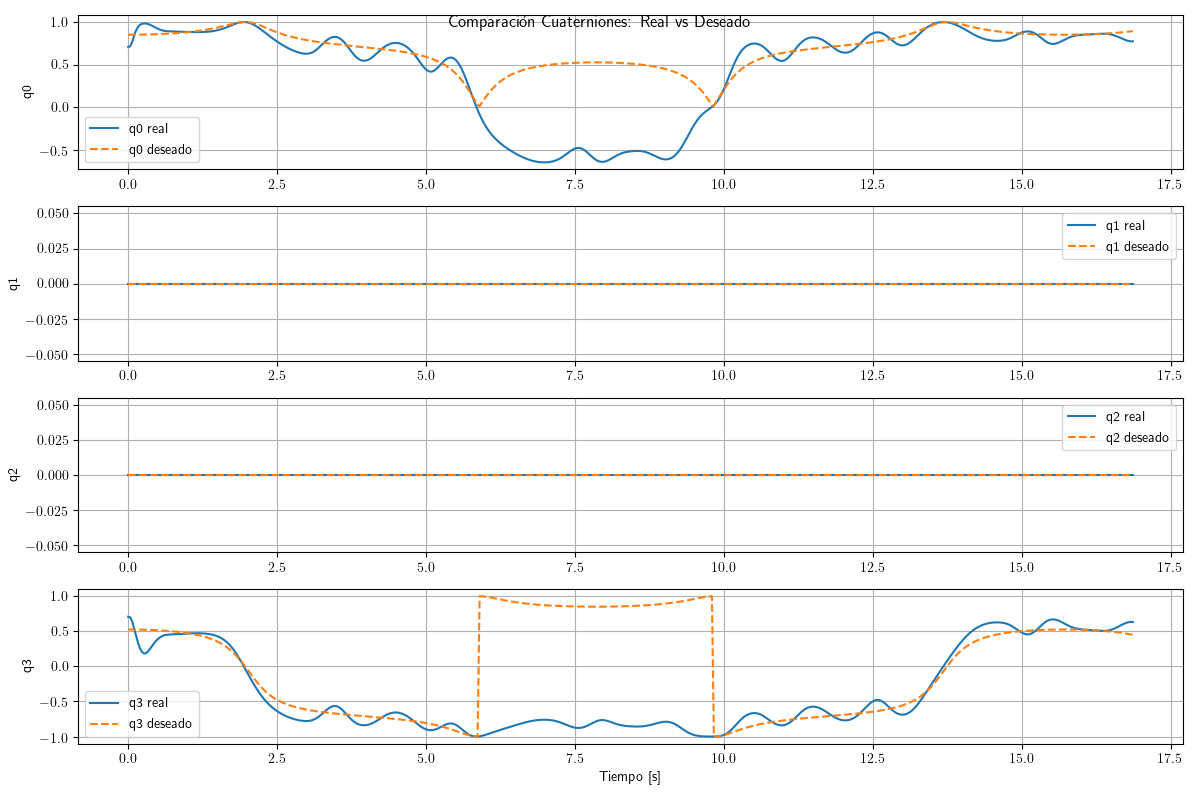 Comparación Cuaterniones: Real vs Deseado
1.0
0.5
0.0
−0.5
q0
q0 real
q0 deseado
0.0 2.5 5.0 7.5 10.0 12.5 15.0 17.5
0.050
0.025
0.000
−0.025
−0.050
q1
q1 real
q1 deseado
0.0 2.5 5.0 7.5 10.0 12.5 15.0 17.5
0.050
0.025
0.000
−0.025
−0.050
q2
q2 real
q2 deseado
0.0 2.5 5.0 7.5 10.0 12.5 15.0 17.5
1.0
0.5
0.0
−0.5
−1.0
q3
q3 real
q3 deseado
0.0 2.5 5.0 7.5 10.0 12.5 15.0 17.5
Tiempo [s]